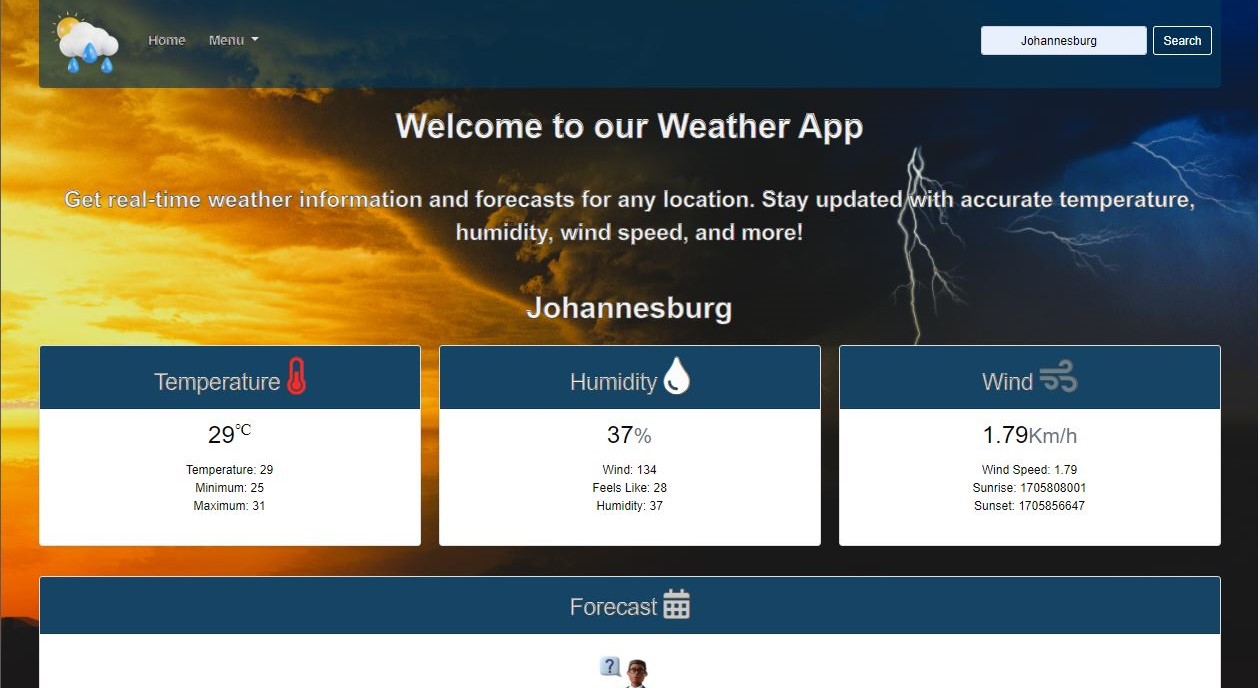 Home Menu Johannesburg Search
Welcome to our Weather App
Get real-time weather information and forecasts for any location. Stay updated with accurate temperature,
humidity, wind speed, and more!
Johannesburg
Temperature
29°C
Temperature: 29
Minimum: 25
Maximum: 31
Humidity
37%
Wind: 134
Feels Like: 28
Humidity: 37
Wind
1.79Km/h
Wind Speed: 1.79
Sunrise: 1705808001
Sunset: 1705856647
Forecast
?